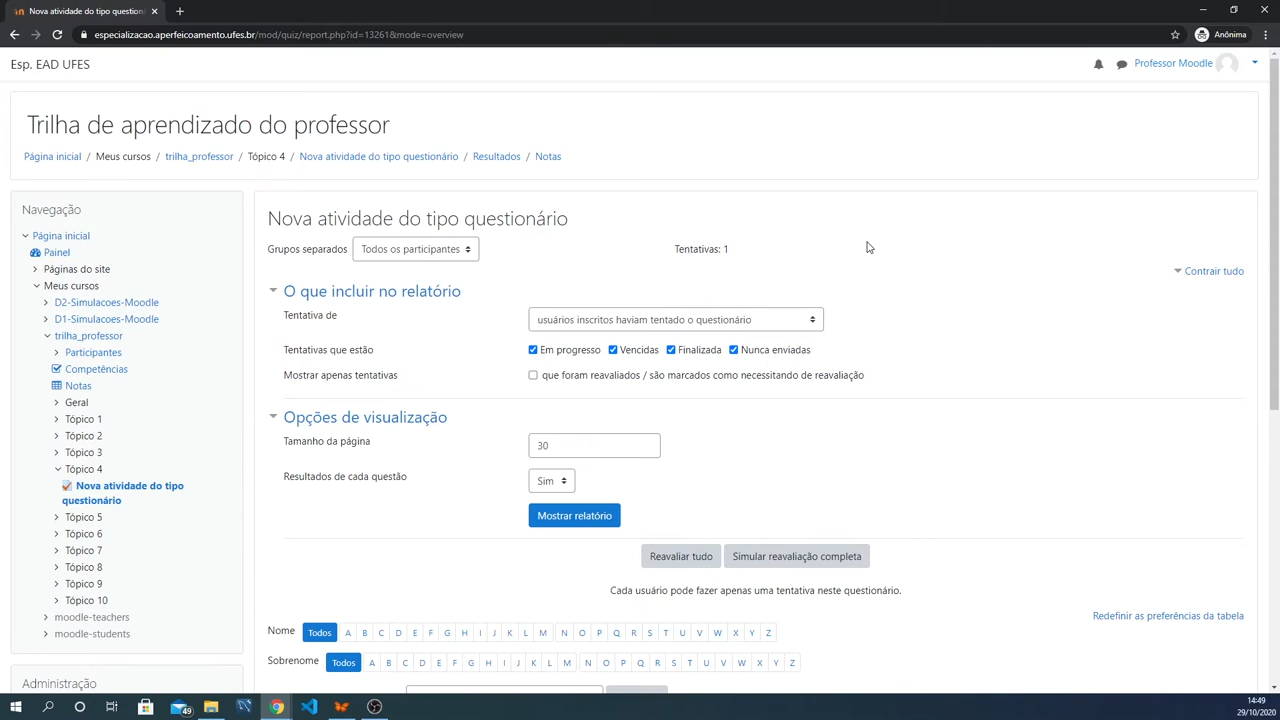 Nova atividade do tipo questionário
especializacao.aperfeicoamento.ufes.br/mod/quiz/report.php?id=13261&mode=overview
Anônima
Esp. EAD UFES
Professor Moodle
Trilha de aprendizado do professor
Página inicial / Meus cursos / trilha_professor / Tópico 4 / Nova atividade do tipo questionário / Resultados / Notas
Navegação
Página inicial
Painel
Páginas do site
Meus cursos
D2-Simulacoes-Moodle
D1-Simulacoes-Moodle
trilha_professor
Participantes
Competências
Notas
Geral
Tópico 1
Tópico 2
Tópico 3
Tópico 4
Nova atividade do tipo
questionário
Tópico 5
Tópico 6
Tópico 7
Tópico 8
Tópico 9
Tópico 10
moodle-teachers
moodle-students
Administração
Nova atividade do tipo questionário
Grupos separados Todos os participantes Tentativas: 1
Contrair tudo
O que incluir no relatório
Tentativa de usuários inscritos haviam tentado o questionário
Tentativas que estão Em progresso Vencidas Finalizada Nunca enviadas
Mostrar apenas tentativas que foram reavaliados / são marcados como necessitando de reavaliação
Opções de visualização
Tamanho da página 30
Resultados de cada questão Sim
Mostrar relatório
Reavaliar tudo Simular reavaliação completa
Cada usuário pode fazer apenas uma tentativa neste questionário.
Redefinir as preferências da tabela
Nome Todos A B C D E F G H I J K L M N O P Q R S T U V W X Y Z
Sobrenome Todos A B C D E F G H I J K L M N O P Q R S T U V W X Y Z
49
14:49
29/10/2020